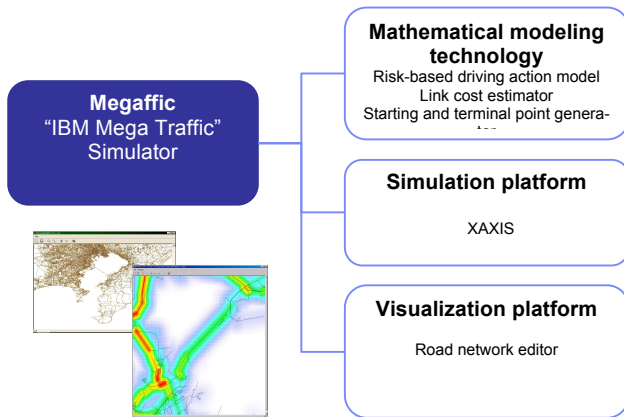 Megaffic
“IBM Mega Traffic”
Simulator
Mathematical modeling
technology
Risk-based driving action model
Link cost estimator
Starting and terminal point genera-
Simulation platform
XAXIS
Visualization platform
Road network editor